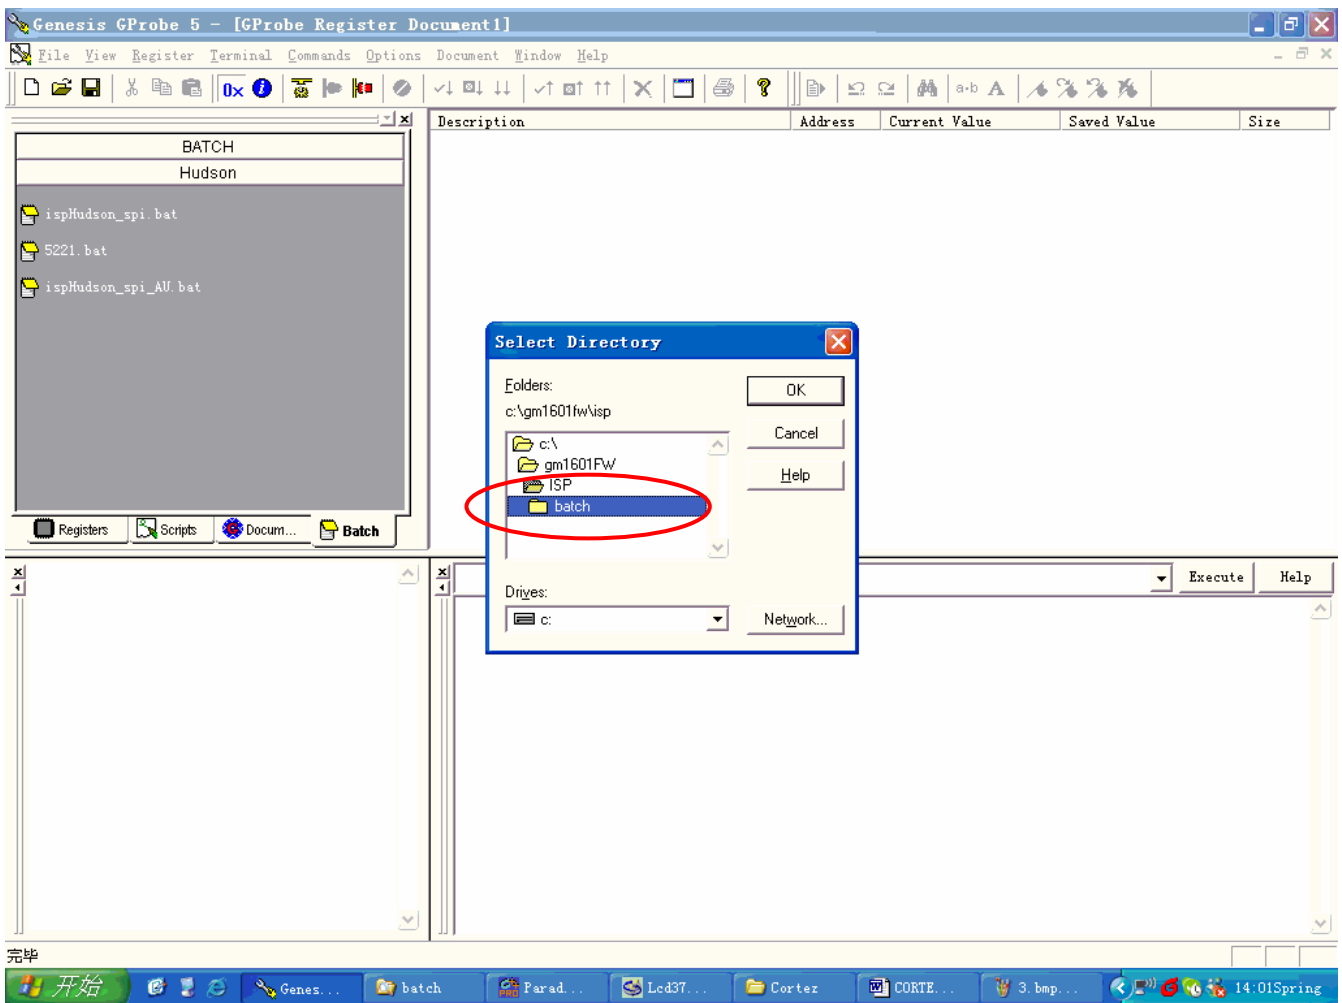 Genesis GProbe 5 - [GProbe Register Document1]
File View Register Terminal Commands Options Document Window Help
0x
a-b A
Description Address Current Value Saved Value Size
BATCH
Hudson
ispHudson_spi.bat
5221.bat
ispHudson_spi_AU.bat
Registers Scripts Docum... Batch
Select Directory
Folders:
c:\gm1601fw\isp
c:\
gm1601FW
ISP
batch
OK
Cancel
Help
Drives:
c:
Network...
Execute Help
完毕
开始 Genes... batch Parad... Lcd37... Cortez CORTE... 3.bmp... 14:01Spring